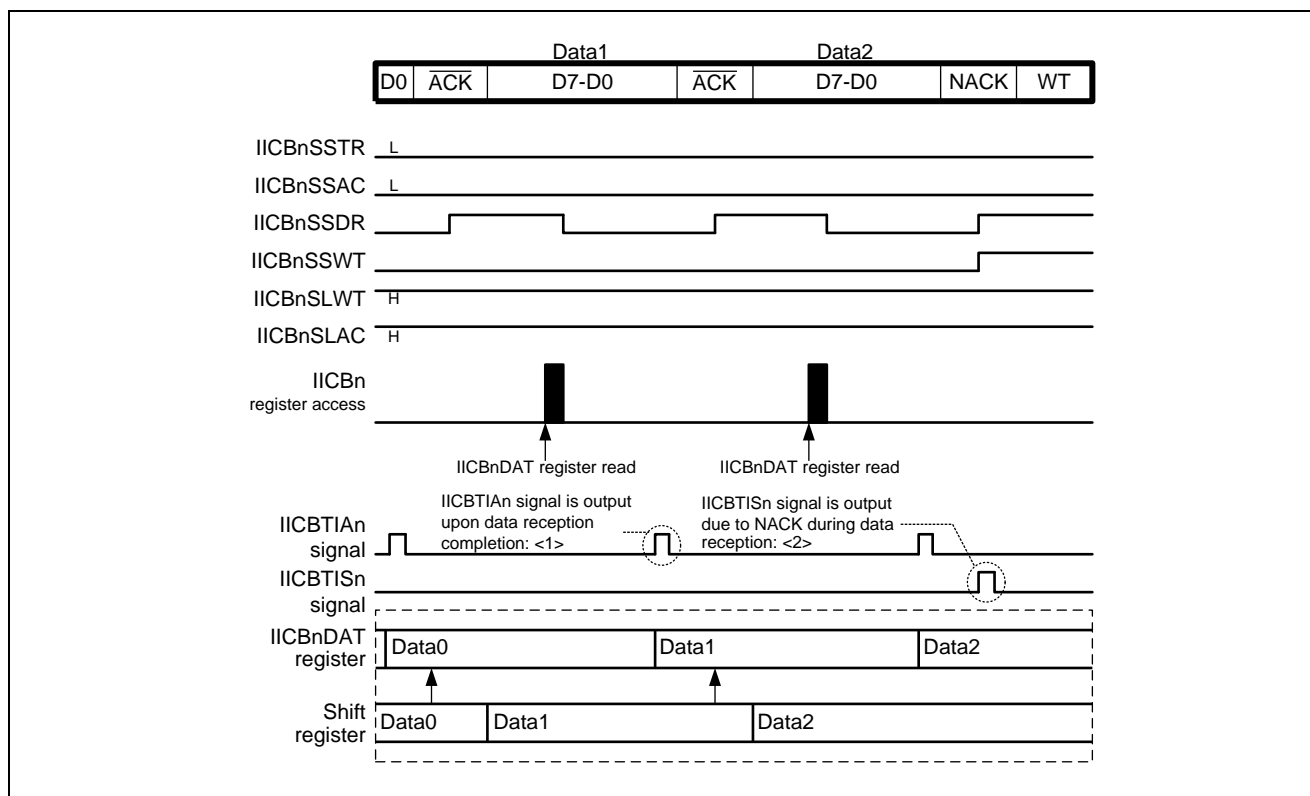 Data1 Data2
D0 ACK D7-D0 ACK D7-D0 NACK WT
IICBnSSTR L
IICBnSSAC L
IICBnSSDR
IICBnSSWT
IICBnSLWT H
IICBnSLAC H
IICBn
register access
IICBnDAT register read IICBnDAT register read
IICBTIAn signal is output
upon data reception
completion: <1>
IICBTISn signal is output
due to NACK during data
reception: <2>
IICBTIAn
signal
IICBTISn
signal
IICBnDAT
register
Data0 Data1 Data2
Shift
register
Data0 Data1 Data2